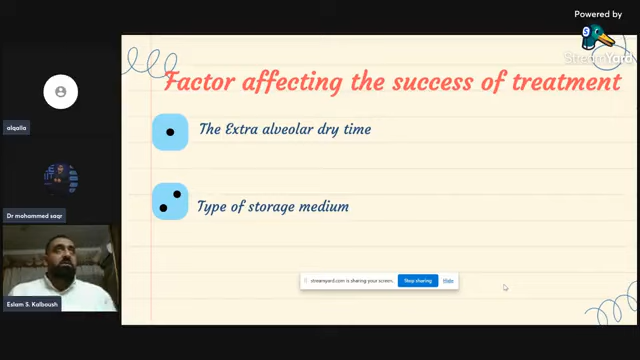 Powered by
StreamYard
Factor affecting the success of treatment
The Extra alveolar dry time
Type of storage medium
alqalla
Dr mohammed saqr
Eslam S. Kalboush
streamyard.com is sharing your screen.
Stop sharing
Hide